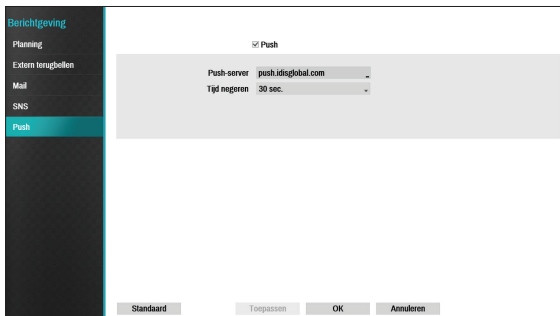 Berichtgeving
Planning
Extern terugbellen
Mail
SNS
Push
Push
Push-server push.idisglobal.com
Tijd negeren 30 sec.
Standaard Toepassen OK Annuleren